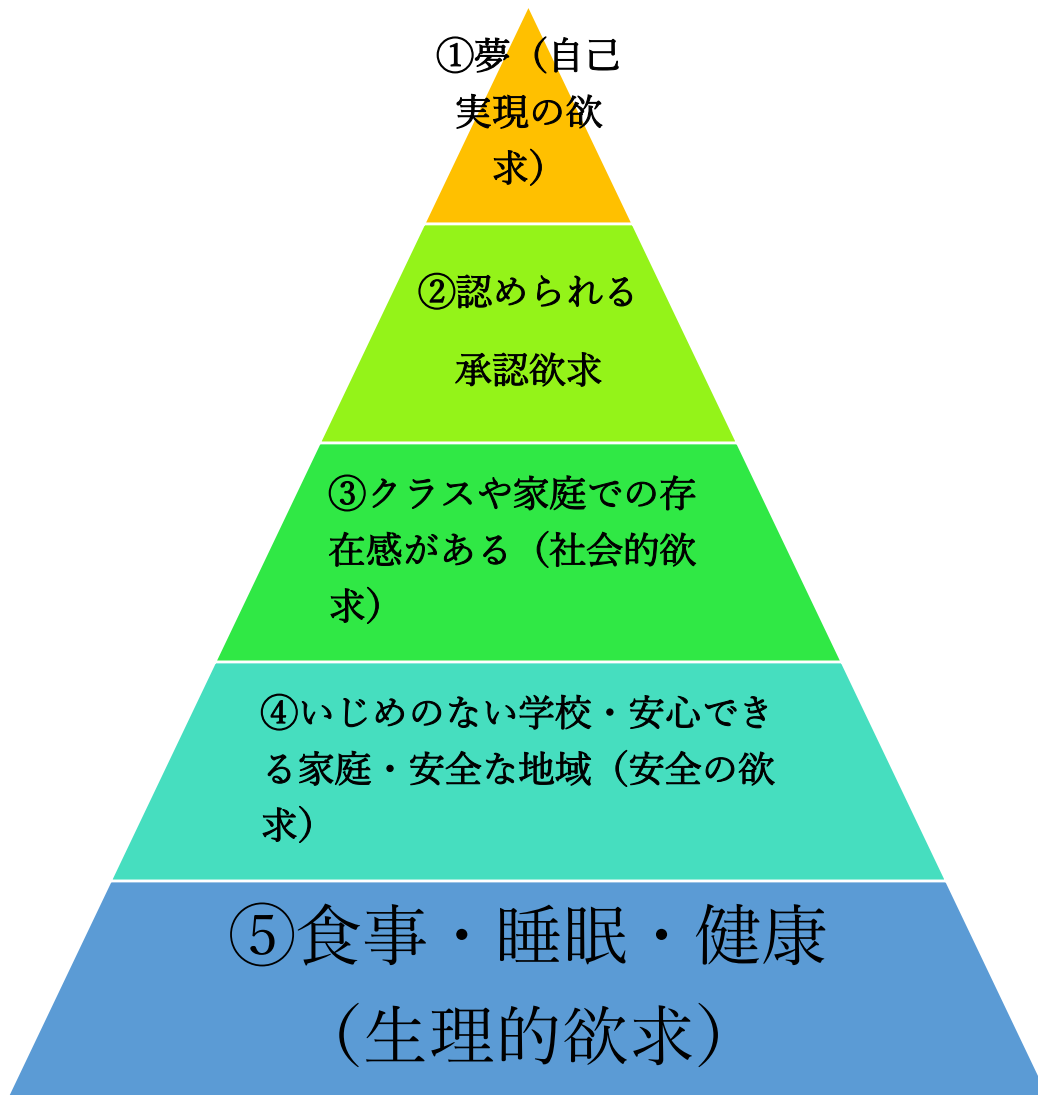 ①夢（自己
実現の欲
求）
②認められる
承認欲求
③クラスや家庭での存
在感がある（社会的欲
求）
④いじめのない学校・安心でき
る家庭・安全な地域（安全の欲
求）
⑤食事・睡眠・健康
（生理的欲求）